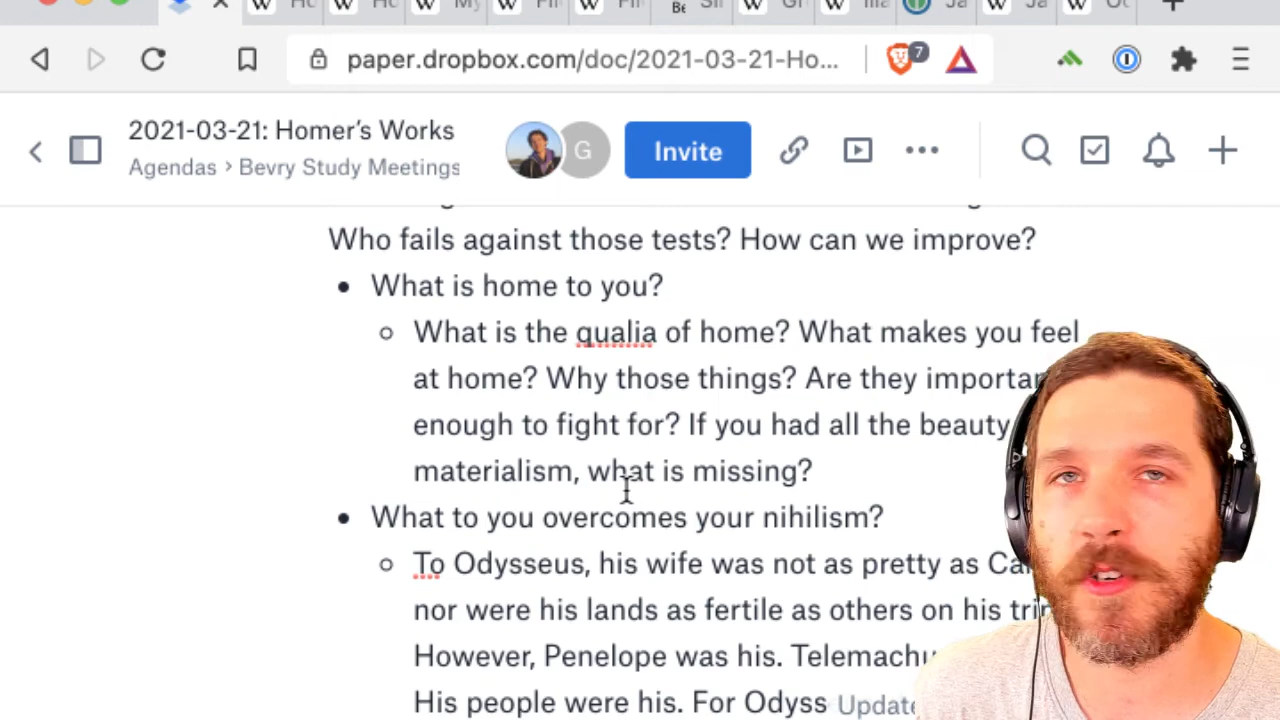 paper.dropbox.com/doc/2021-03-21-Ho...
7
2021-03-21: Homer's Works
Agendas > Bevry Study Meetings
G
Invite
Who fails against those tests? How can we improve?
• What is home to you?
○ What is the qualia of home? What makes you feel
at home? Why those things? Are they
enough to fight for? If you had all the beauty
materialism, what is missing?
• What to you overcomes your nihilism?
○ To Odysseus, his wife was not as pretty as
nor were his lands as fertile as others on his
However, Penelope was his.
His people were his. For